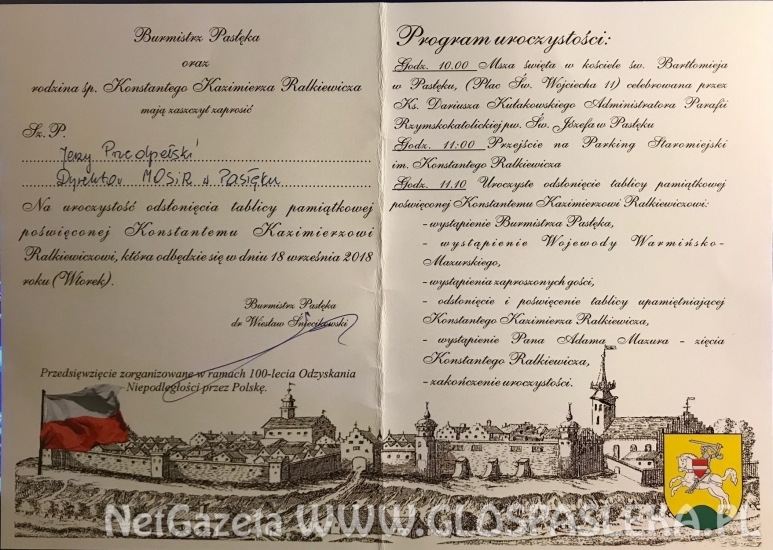 Burmistrz Pasłęka
oraz
rodzina śp. Konstantego Kazimierza Ralkiewicza
mają zaszczyt zaprosić
Sz. P.
Jerzy Przedpełski
Dyrektor MOSiR w Pasłęku
Na uroczystość odsłonięcia tablicy pamiątkowej
poświęconej Konstantemu Kazimierzowi
Ralkiewiczowi, która odbędzie się w dniu 18 września 2018
roku (Wtorek).
Burmistrz Pasłęka
dr Wiesław Śniecikowski
Przedsięwzięcie zorganizowane w ramach 100-lecia Odzyskania
Niepodległości przez Polskę.
Program uroczystości:
Godz. 10.00 Msza święta w kościele św. Bartłomieja
w Pasłęku, (Plac Św. Wojciecha 11) celebrowana przez
Ks. Dariusza Kułakowskiego Administratora Parafii
Rzymskokatolickiej pw. Św. Józefa w Pasłęku
Godz. 11:00 Przejście na Parking Staromiejski
im. Konstantego Ralkiewicza
Godz. 11.10 Uroczyste odsłonięcie tablicy pamiątkowej
poświęconej Konstantemu Kazimierzowi Ralkiewiczowi:
- wystąpienie Burmistrza Pasłęka,
- wystąpienie Wojewody Warmińsko-
Mazurskiego,
- wystąpienia zaproszonych gości,
- odsłonięcie i poświęcenie tablicy upamiętniającej
Konstantego Kazimierza Ralkiewicza,
- wystąpienie Pana Adama Mazura - zięcia
Konstantego Ralkiewicza,
- zakończenie uroczystości.
NetGazeta WWW.GLOSPASLEKA.PL